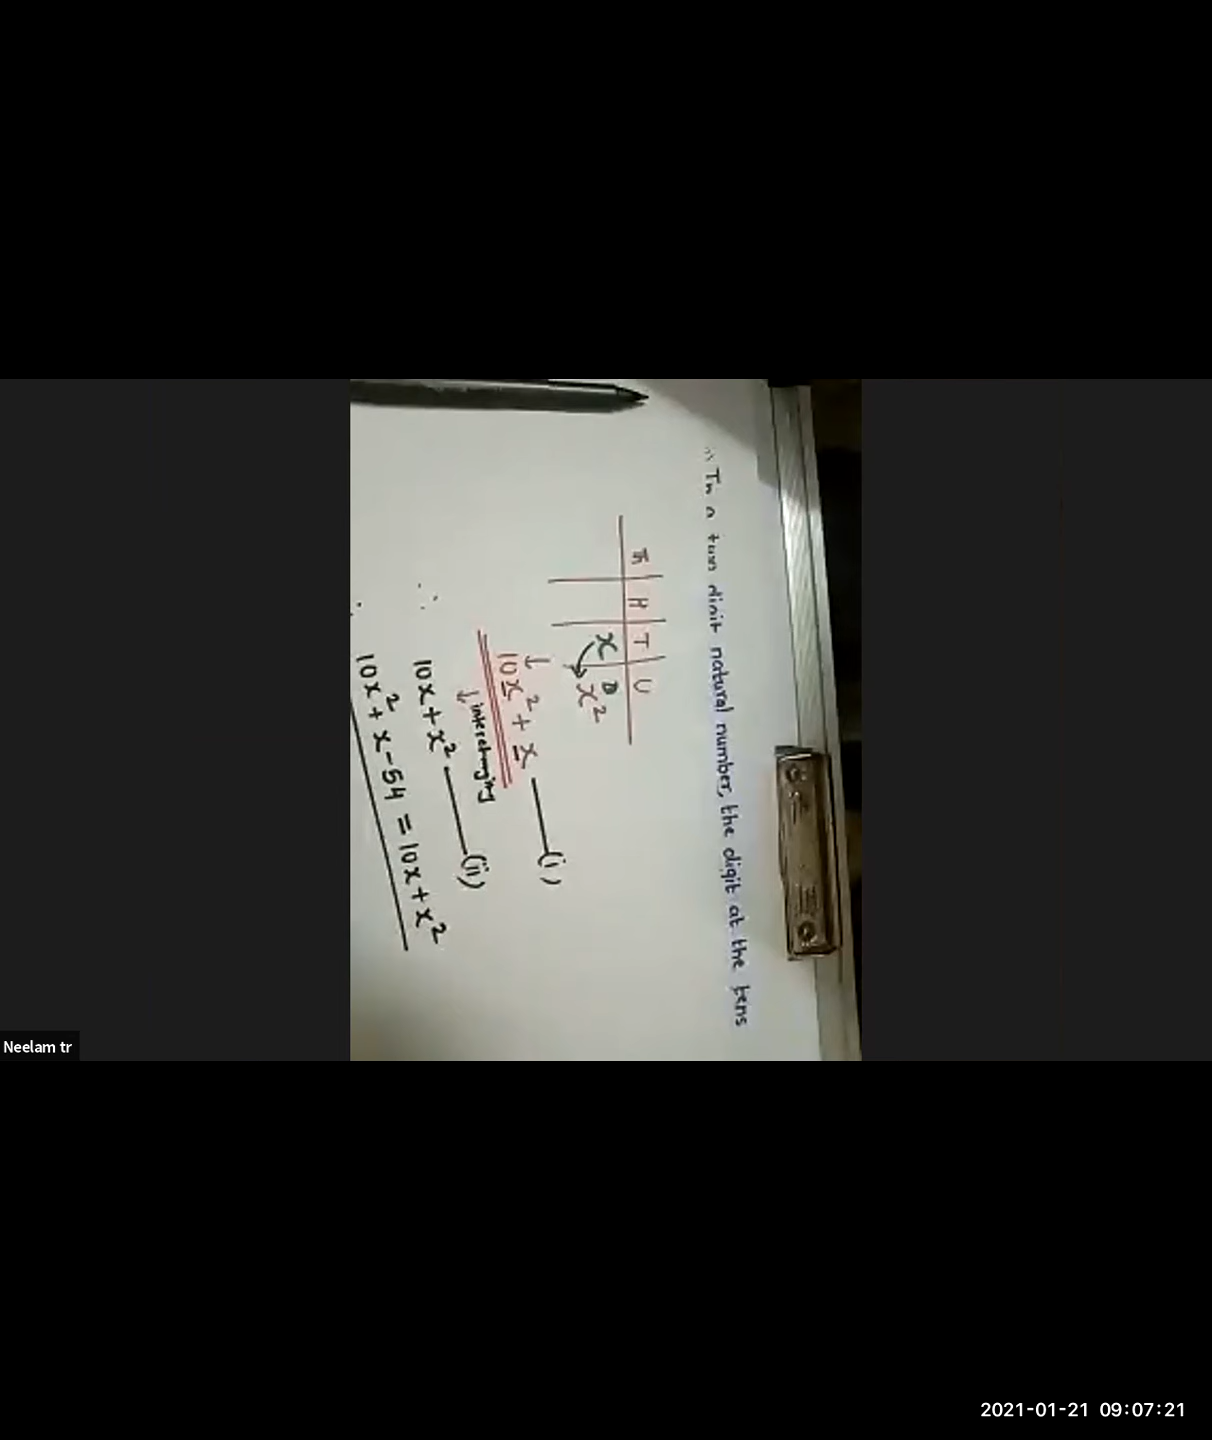 i) In a two digit natural number, the digit at the tens
Th H T U
x x²
10x² + x (i)
interchanging
10x + x² (ii)
∴ 10x² + x - 54 = 10x + x²
Neelam tr
2021-01-21 09:07:21